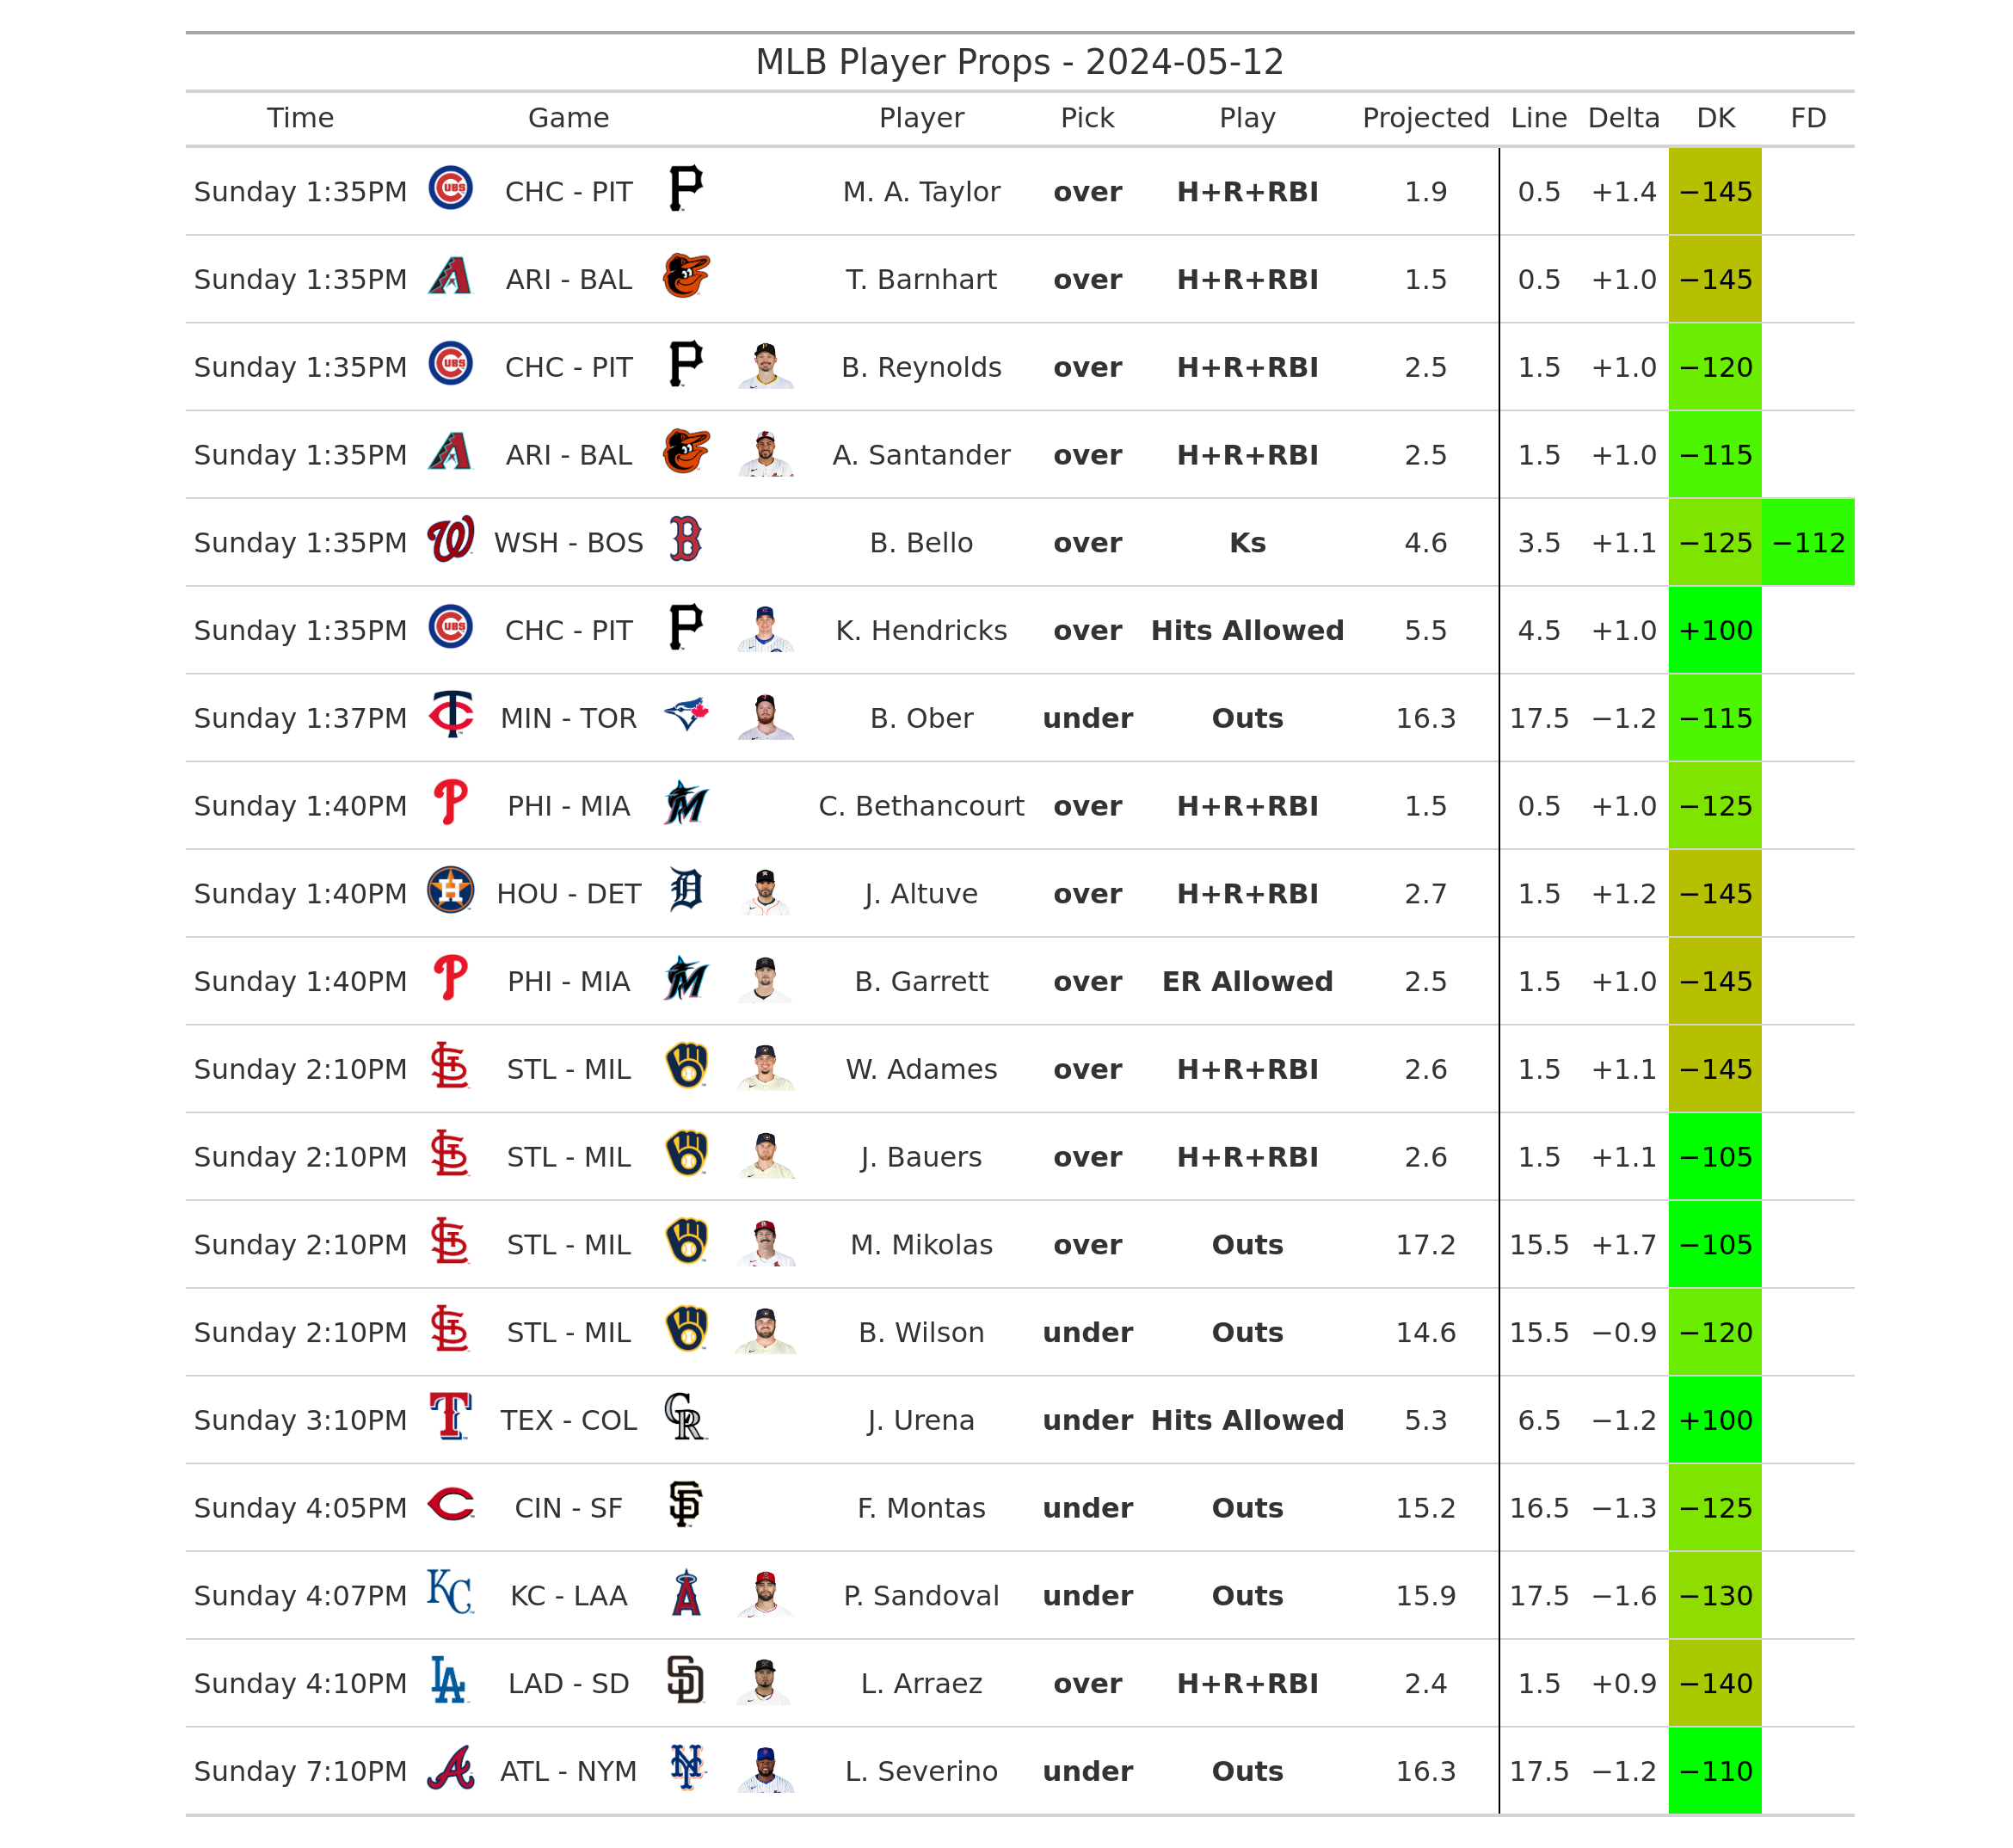 MLB Player Props - 2024-05-12
Time Game Player Pick Play Projected Line Delta DK FD
Sunday 1:35PM CHC - PIT M. A. Taylor over H+R+RBI 1.9 0.5 +1.4 −145
Sunday 1:35PM ARI - BAL T. Barnhart over H+R+RBI 1.5 0.5 +1.0 −145
Sunday 1:35PM CHC - PIT B. Reynolds over H+R+RBI 2.5 1.5 +1.0 −120
Sunday 1:35PM ARI - BAL A. Santander over H+R+RBI 2.5 1.5 +1.0 −115
Sunday 1:35PM WSH - BOS B. Bello over Ks 4.6 3.5 +1.1 −125 −112
Sunday 1:35PM CHC - PIT K. Hendricks over Hits Allowed 5.5 4.5 +1.0 +100
Sunday 1:37PM MIN - TOR B. Ober under Outs 16.3 17.5 −1.2 −115
Sunday 1:40PM PHI - MIA C. Bethancourt over H+R+RBI 1.5 0.5 +1.0 −125
Sunday 1:40PM HOU - DET J. Altuve over H+R+RBI 2.7 1.5 +1.2 −145
Sunday 1:40PM PHI - MIA B. Garrett over ER Allowed 2.5 1.5 +1.0 −145
Sunday 2:10PM STL - MIL W. Adames over H+R+RBI 2.6 1.5 +1.1 −145
Sunday 2:10PM STL - MIL J. Bauers over H+R+RBI 2.6 1.5 +1.1 −105
Sunday 2:10PM STL - MIL M. Mikolas over Outs 17.2 15.5 +1.7 −105
Sunday 2:10PM STL - MIL B. Wilson under Outs 14.6 15.5 −0.9 −120
Sunday 3:10PM TEX - COL J. Urena under Hits Allowed 5.3 6.5 −1.2 +100
Sunday 4:05PM CIN - SF F. Montas under Outs 15.2 16.5 −1.3 −125
Sunday 4:07PM KC - LAA P. Sandoval under Outs 15.9 17.5 −1.6 −130
Sunday 4:10PM LAD - SD L. Arraez over H+R+RBI 2.4 1.5 +0.9 −140
Sunday 7:10PM ATL - NYM L. Severino under Outs 16.3 17.5 −1.2 −110